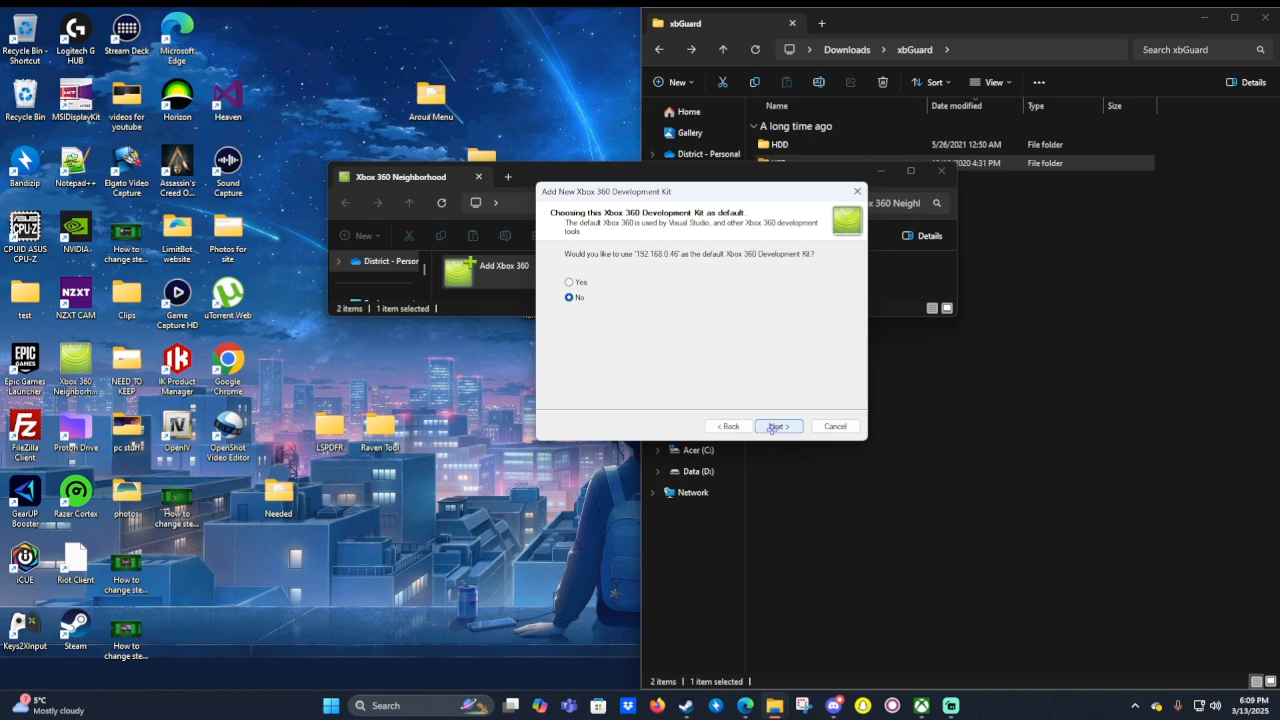 Recycle Bin -
Shortcut
Logitech G
HUB
Stream Deck
Microsoft
Edge
Recycle Bin
MSIDisplayKit
videos for
youtube
Horizon
Heaven
Bandizip
Notepad++
Elgato Video
Capture
Assassin's
Creed O...
Sound
Capture
CPUID ASUS
CPU-Z
NVIDIA
How to
change ste...
LimitBot
website
Photos for
site
test
NZXT CAM
Clips
Game
Capture HD
uTorrent Web
Epic Games
Launcher
Xbox 360
Neighborh...
NEED TO
KEEP
IK Product
Manager
Google
Chrome
FileZilla
Client
Proton Drive
pc stuff
OpenIV
OpenShot
Video Editor
GearUP
Booster
Razer Cortex
photos
How to
change ste...
iCUE
Riot Client
How to
change ste...
Keys2XInput
Steam
How to
change ste...
Aroua Menu
LSPDFR
Raven Tool
Needed
xbGuard
Downloads
xbGuard
Search xbGuard
New
Sort
View
Details
Home
Gallery
District - Personal
Name
Date modified
Type
Size
A long time ago
HDD
5/26/2021 12:50 AM
File folder
4:31 PM
File folder
Acer (C:)
Data (D:)
Network
2 items
1 item selected
Xbox 360 Neighborhood
x 360 Neighl
New
Details
District - Persor
Add Xbox 360
2 items
1 item selected
Add New Xbox 360 Development Kit
Choosing this Xbox 360 Development Kit as default.
The default Xbox 360 is used by Visual Studio, and other Xbox 360 development
tools.
Would you like to use '192.168.0.46' as the default Xbox 360 Development Kit?
Yes
No
< Back
Next >
Cancel
5°C
Mostly cloudy
Search
6:09 PM
3/13/2025